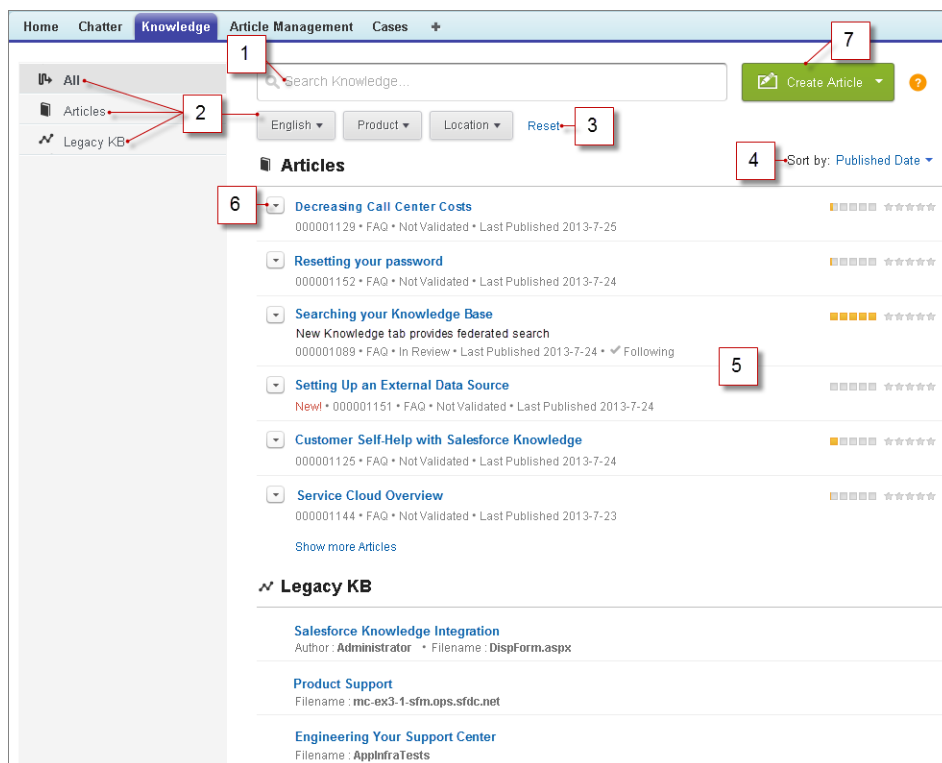 Home Chatter Knowledge Article Management Cases +
1
7
Search Knowledge...
Create Article
?
All
Articles
Legacy KB
2
English
Product
Location
Reset
3
Articles
4
Sort by: Published Date
6
Decreasing Call Center Costs
000001129 • FAQ • Not Validated • Last Published 2013-7-25
Resetting your password
000001152 • FAQ • Not Validated • Last Published 2013-7-24
Searching your Knowledge Base
New Knowledge tab provides federated search
000001089 • FAQ • In Review • Last Published 2013-7-24 • ✓ Following
5
Setting Up an External Data Source
New! • 000001151 • FAQ • Not Validated • Last Published 2013-7-24
Customer Self-Help with Salesforce Knowledge
000001125 • FAQ • Not Validated • Last Published 2013-7-24
Service Cloud Overview
000001144 • FAQ • Not Validated • Last Published 2013-7-23
Show more Articles
Legacy KB
Salesforce Knowledge Integration
Author : Administrator • Filename : DispForm.aspx
Product Support
Filename : mc-ex3-1-sfm.ops.sfdc.net
Engineering Your Support Center
Filename : AppInfraTests